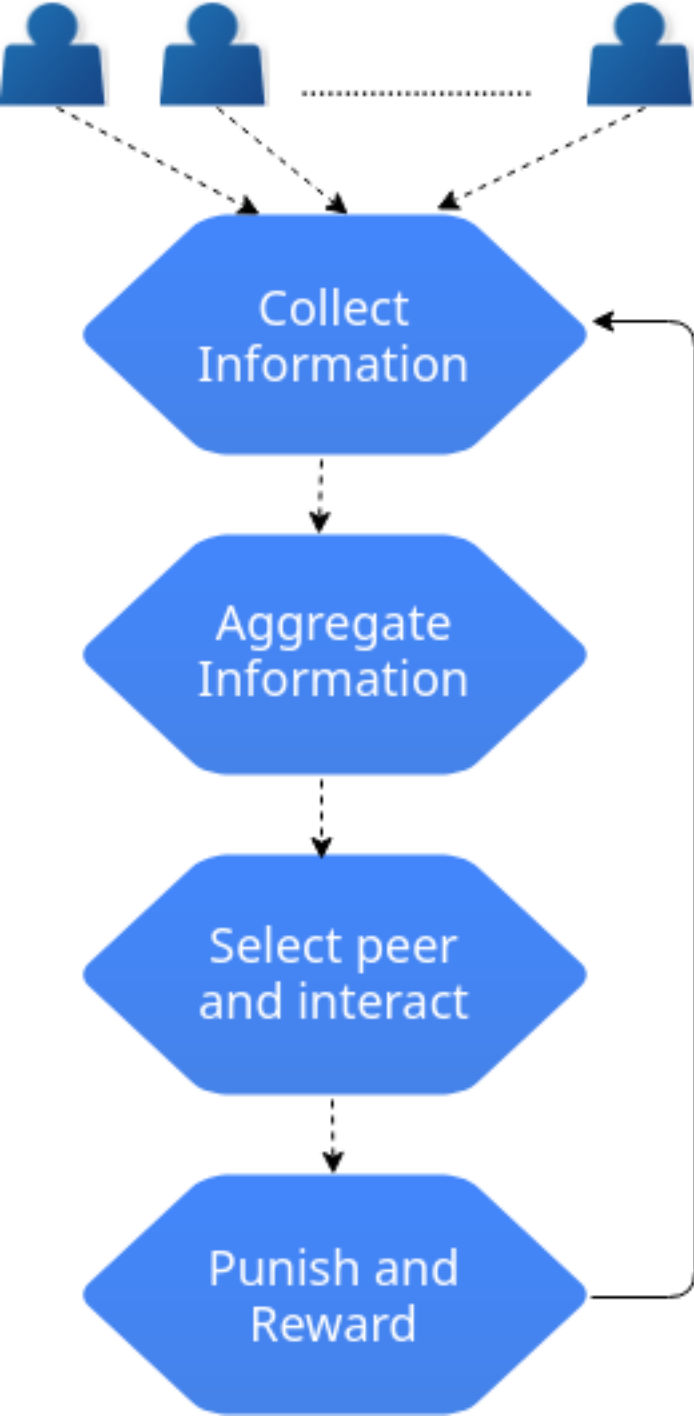 Collect
Information
Aggregate
Information
Select peer
and interact
Punish and
Reward